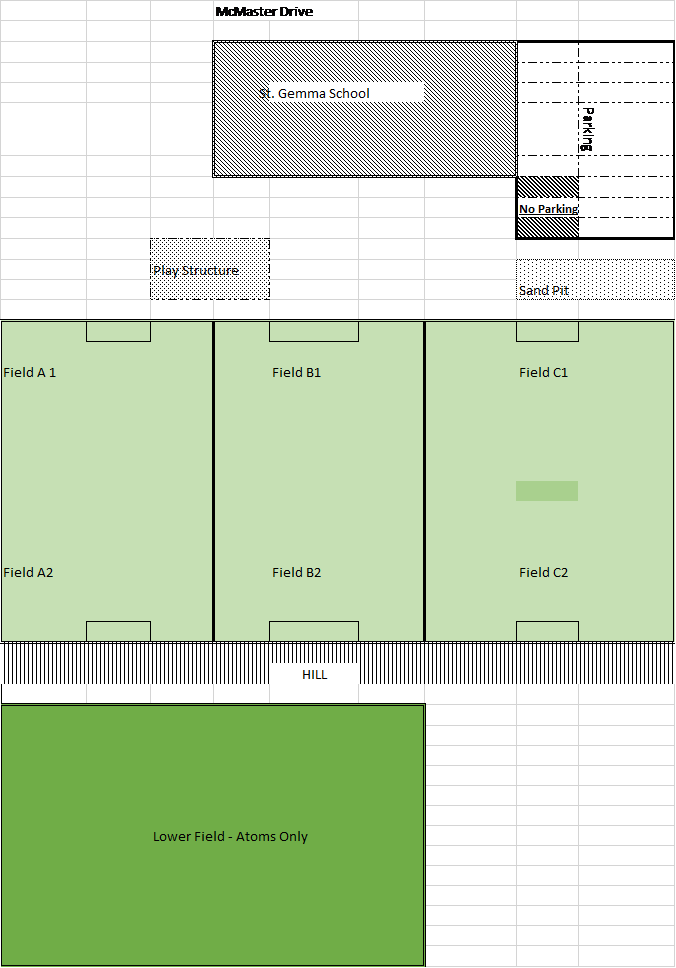 McMaster Drive
St. Gemma School
Parking
No Parking
Play Structure
Sand Pit
Field A 1
Field B1
Field C1
Field A2
Field B2
Field C2
HILL
Lower Field - Atoms Only